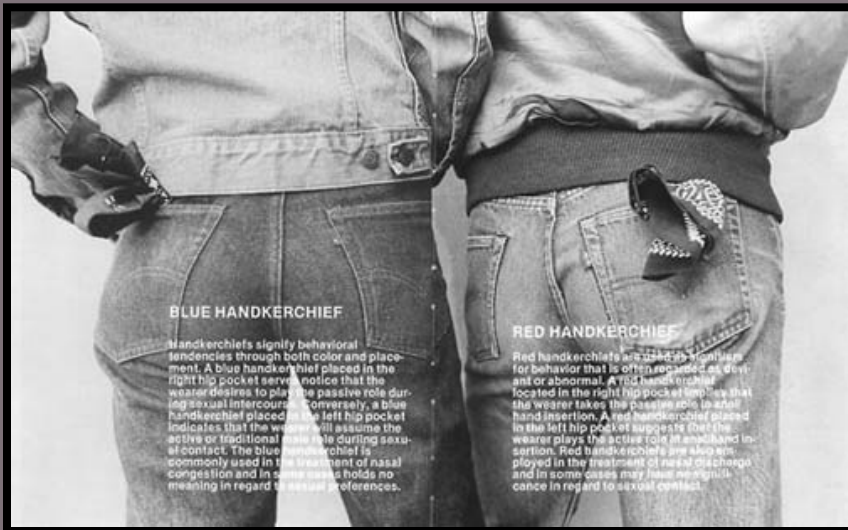 BLUE HANDKERCHIEF
Handkerchiefs signify behavioral
tendencies through both color and place-
ment. A blue handkerchief placed in the
right hip pocket serves notice that the
wearer desires to play the passive role dur-
ing sexual intercourse. Conversely, a blue
handkerchief placed in the left hip pocket
indicates that the wearer will assume the
active or traditional male role during sexu-
al contact. The blue handkerchief is
commonly used in the treatment of nasal
congestion and in some cases holds no
meaning in regard to sexual preferences.
RED HANDKERCHIEF
Red handkerchiefs are used as signifiers
for behavior that is often regarded as devi-
ant or abnormal. A red handkerchief
located in the right hip pocket implies that
the wearer takes the passive role in anal/
hand insertion. A red handkerchief placed
in the left hip pocket suggests that the
wearer plays the active role in anal/hand in-
sertion. Red handkerchiefs are also em-
ployed in the treatment of nasal discharge
and in some cases may have no signifi-
cance in regard to sexual contact.